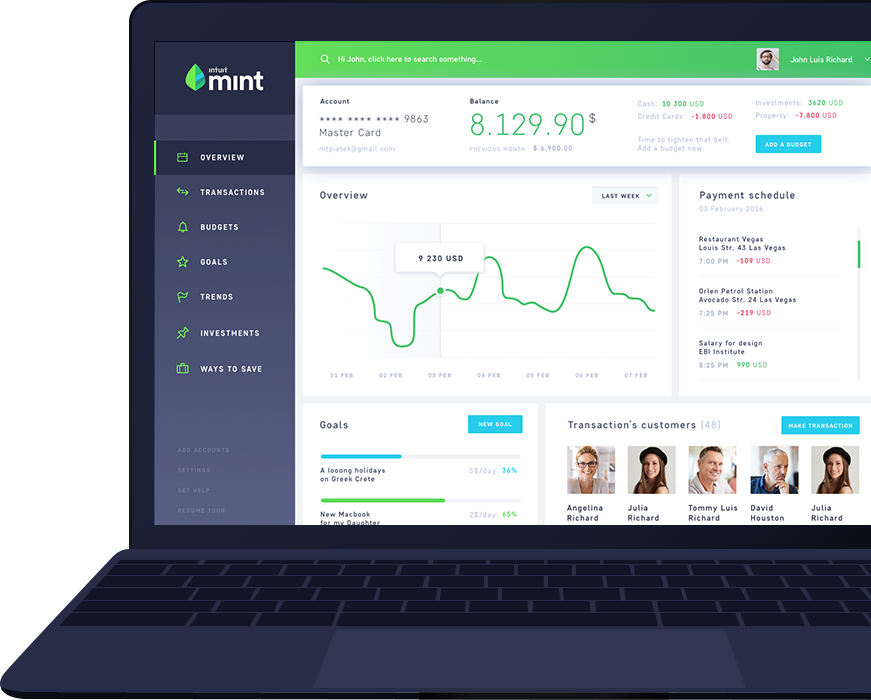 intuit
mint
Hi John, click here to search something...
John Luis Richard
OVERVIEW
TRANSACTIONS
BUDGETS
GOALS
TRENDS
INVESTMENTS
WAYS TO SAVE
ADD ACCOUNTS
SETTINGS
GET HELP
RESUME TOUR
Account
**** **** **** 9863
Master Card
mtpiatek@gmail.com
Balance
8.129.90 $
PREVIOUS MONTH: $ 6,900.00
Cash: 10 300 USD
Credit Cards: -1,800 USD
Time to tighten that belt.
Add a budget now.
Investments: 3620 USD
Property: -7.800 USD
ADD A BUDGET
Overview
LAST WEEK
9 230 USD
01 FEB 02 FEB 03 FEB 04 FEB 05 FEB 06 FEB 07 FEB
Payment schedule
03 February 2016
Restaurant Vegas
Louis Str. 43 Las Vegas
7:00 PM -109 USD
Orlen Petrol Station
Avocado Str. 24 Las Vegas
7:25 PM -219 USD
Salary for design
EBI Institute
8:25 PM 990 USD
Goals
NEW GOAL
A looong holidays
on Greek Crete
5$/day 36%
New Macbook
for my Daughter
2$/day 65%
Transaction's customers (48)
MAKE TRANSACTION
Angelina
Richard
Julia
Richard
Tommy Luis
Richard
David
Houston
Julia
Richard